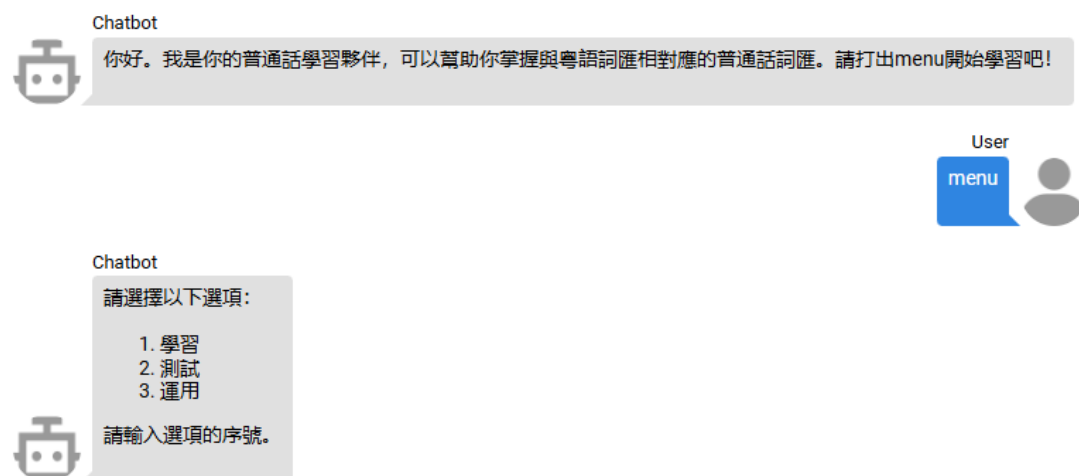 Chatbot
你好。我是你的普通話學習夥伴，可以幫助你掌握與粵語詞匯相對應的普通話詞匯。請打出menu開始學習吧!
User
menu
Chatbot
請選擇以下選項：
1. 學習
2. 測試
3. 運用
請輸入選項的序號。